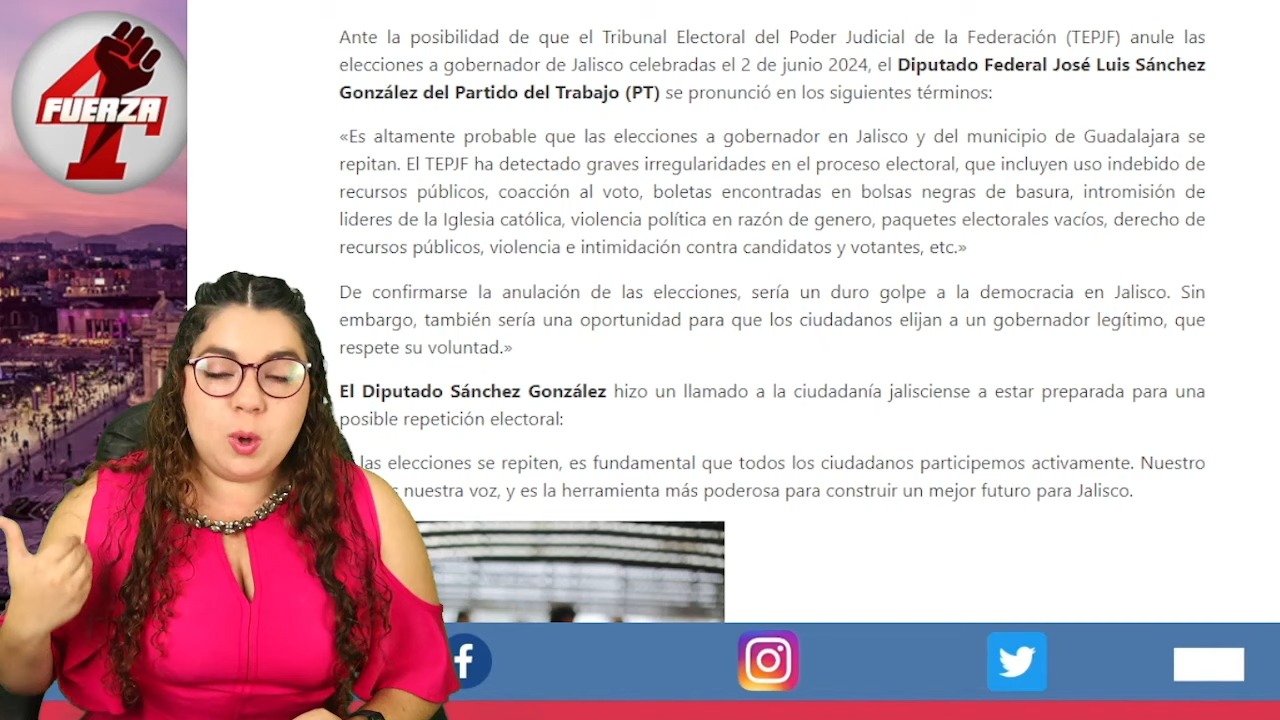 4
FUERZA
Ante la posibilidad de que el Tribunal Electoral del Poder Judicial de la Federación (TEPJF) anule las
elecciones a gobernador de Jalisco celebradas el 2 de junio 2024, el Diputado Federal José Luis Sánchez
González del Partido del Trabajo (PT) se pronunció en los siguientes términos:
«Es altamente probable que las elecciones a gobernador en Jalisco y del municipio de Guadalajara se
repitan. El TEPJF ha detectado graves irregularidades en el proceso electoral, que incluyen uso indebido de
recursos públicos, coacción al voto, boletas encontradas en bolsas negras de basura, intromisión de
lideres de la Iglesia católica, violencia política en razón de genero, paquetes electorales vacíos, derecho de
recursos públicos, violencia e intimidación contra candidatos y votantes, etc.»
De confirmarse la anulación de las elecciones, sería un duro golpe a la democracia en Jalisco. Sin
embargo, también sería una oportunidad para que los ciudadanos elijan a un gobernador legítimo, que
respete su voluntad.»
El Diputado Sánchez González hizo un llamado a la ciudadanía jalisciense a estar preparada para una
posible repetición electoral:
las elecciones se repiten, es fundamental que todos los ciudadanos participemos activamente. Nuestro
nuestra voz, y es la herramienta más poderosa para construir un mejor futuro para Jalisco.
f